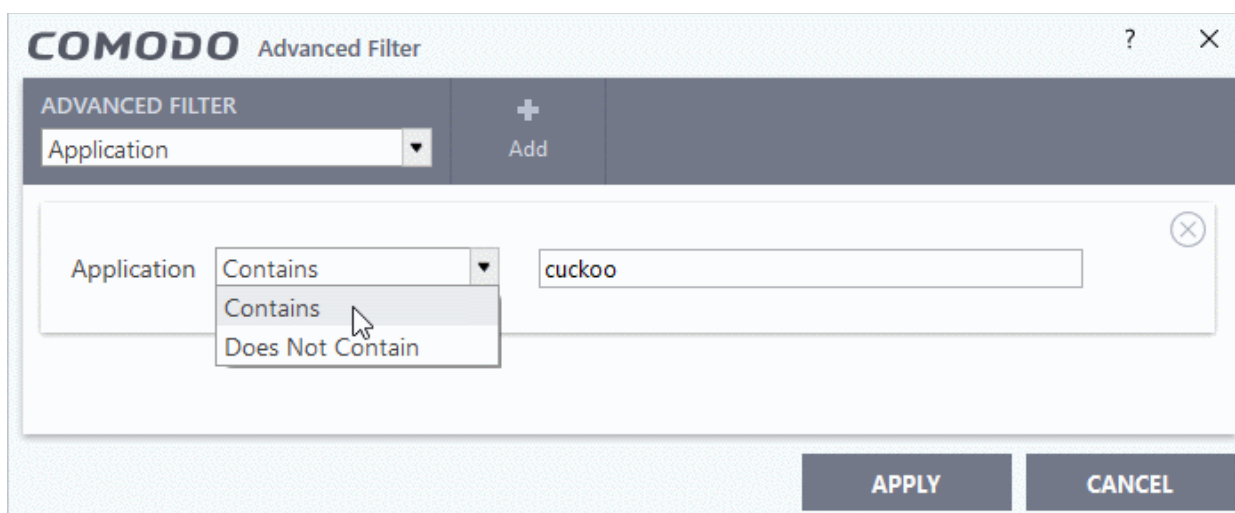 COMODO Advanced Filter ?
ADVANCED FILTER
Application
Add
Application Contains cuckoo
Contains
Does Not Contain
APPLY CANCEL